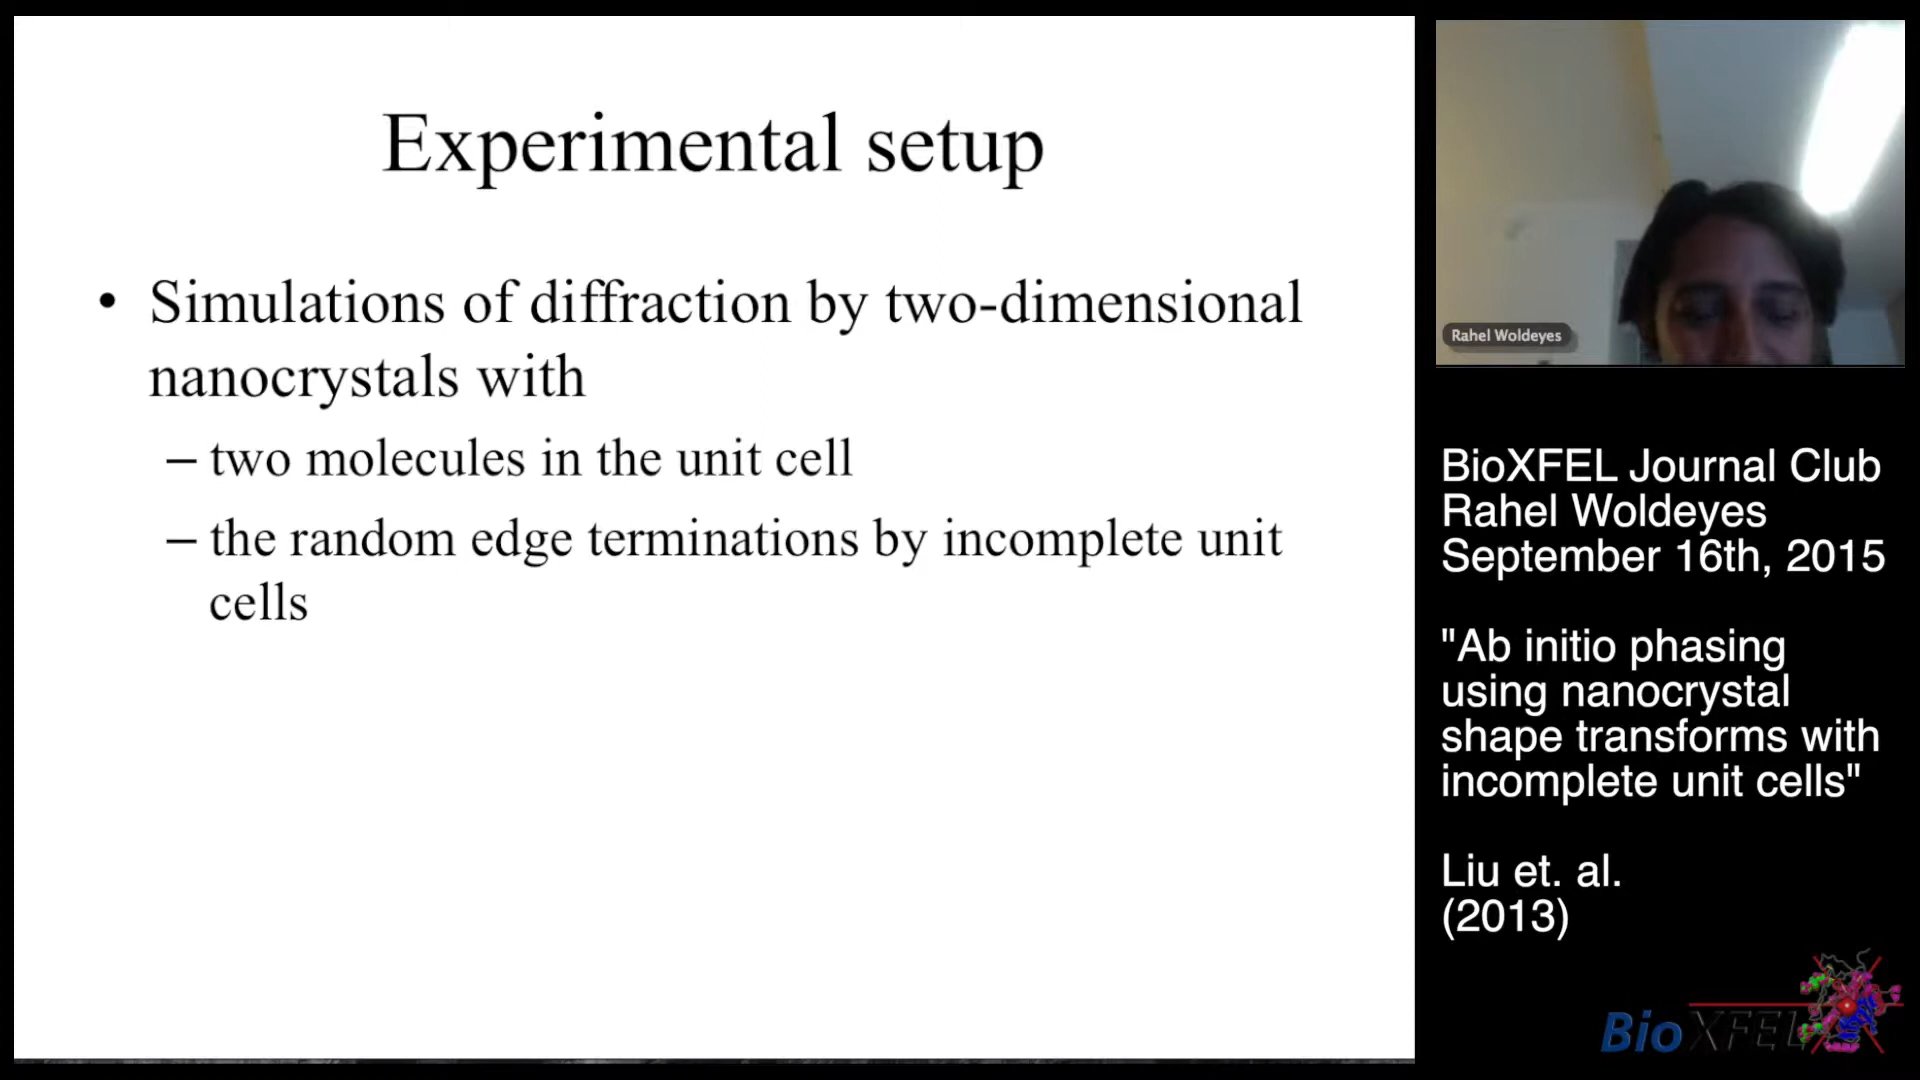 Experimental setup
• Simulations of diffraction by two-dimensional
nanocrystals with
– two molecules in the unit cell
– the random edge terminations by incomplete unit
cells
Rahel Woldeyes
BioXFEL Journal Club
Rahel Woldeyes
September 16th, 2015
"Ab initio phasing
using nanocrystal
shape transforms with
incomplete unit cells"
Liu et. al.
(2013)
BioXFEL